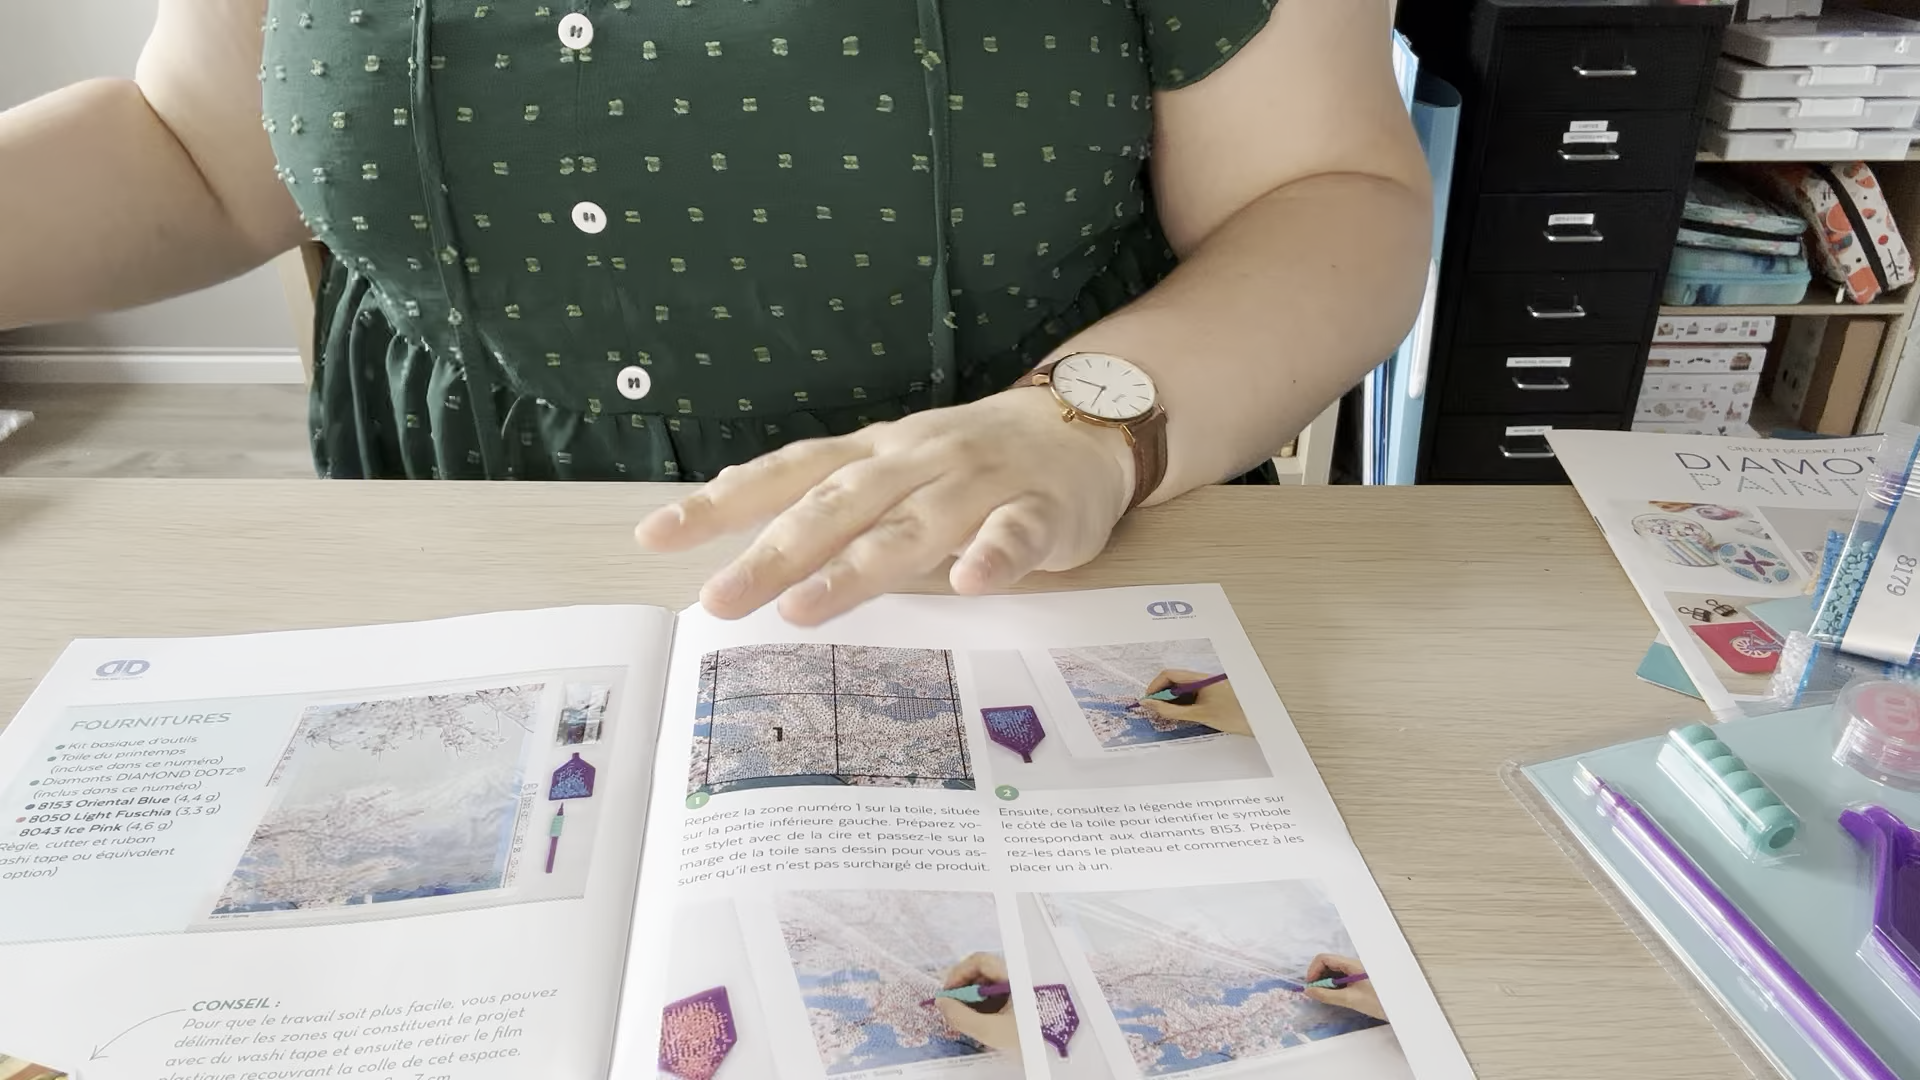 CRÉEZ ET DÉCOREZ AVEC
DIAMO
PAINT
8179
FOURNITURES
Kit basique d'outils
Toile du printemps
(incluse dans ce numéro)
Diamants DIAMOND DOTZ®
(inclus dans ce numéro)
8153 Oriental Blue (4,4 g)
8050 Light Fuschia (3,3 g)
8043 Ice Pink (4,6 g)
Règle, cutter et ruban
ashi tape ou équivalent
option)
CONSEIL :
Pour que le travail soit plus facile, vous pouvez
délimiter les zones qui constituent le projet
avec du washi tape et ensuite retirer le film
plastique recouvrant la colle de cet espace.
7 cm
1
1
Repérez la zone numéro 1 sur la toile, située
sur la partie inférieure gauche. Préparez vo-
tre stylet avec de la cire et passez-le sur la
marge de la toile sans dessin pour vous as-
surer qu'il est n'est pas surchargé de produit.
2
Ensuite, consultez la légende imprimée sur
le côté de la toile pour identifier le symbole
correspondant aux diamants 8153. Prépa-
rez-les dans le plateau et commencez à les
placer un à un.